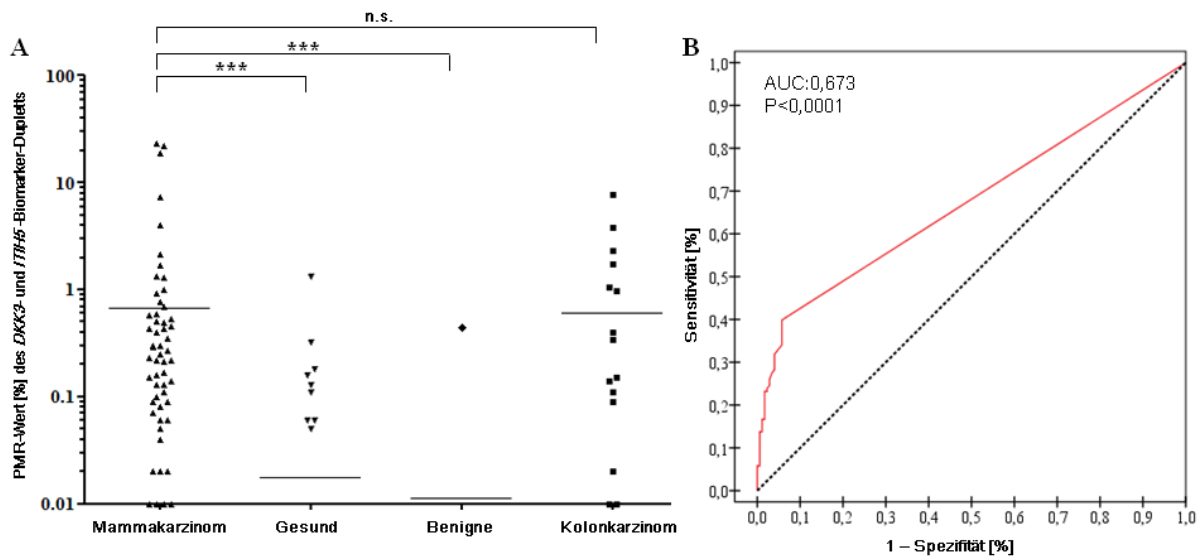 n.s.
A
***
***
100
10
1
0.1
0.01
PMR-Wert [%] des DKK3- und ITIH5-Biomarker-Dupletts
Mammakarzinom Gesund Benigne Kolonkarzinom
B
AUC:0,673
P<0,0001
1,0
0,9
0,8
0,7
0,6
0,5
0,4
0,3
0,2
0,1
0,0
Sensitivität [%]
0,0 0,1 0,2 0,3 0,4 0,5 0,6 0,7 0,8 0,9 1,0
1 – Spezifität [%]